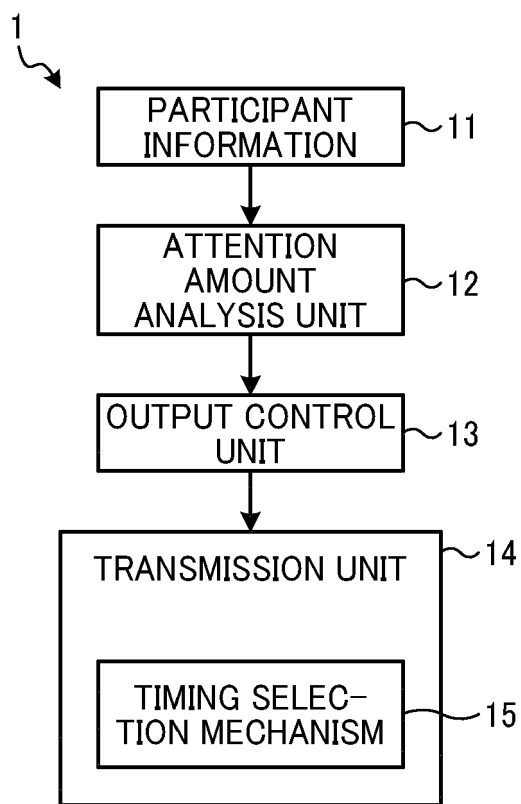 1
PARTICIPANT
INFORMATION
11
ATTENTION
AMOUNT
ANALYSIS UNIT
12
OUTPUT CONTROL
UNIT
13
TRANSMISSION UNIT
14
TIMING SELEC-
TION MECHANISM
15